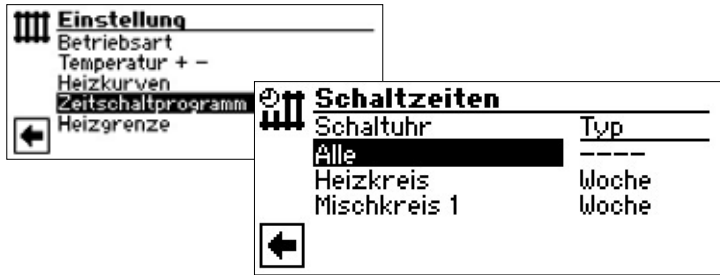 Einstellung
Betriebsart
Temperatur + −
Heizkurven
Zeitschaltprogramm
Heizgrenze
Schaltzeiten
Schaltuhr Typ
Alle ----
Heizkreis Woche
Mischkreis 1 Woche